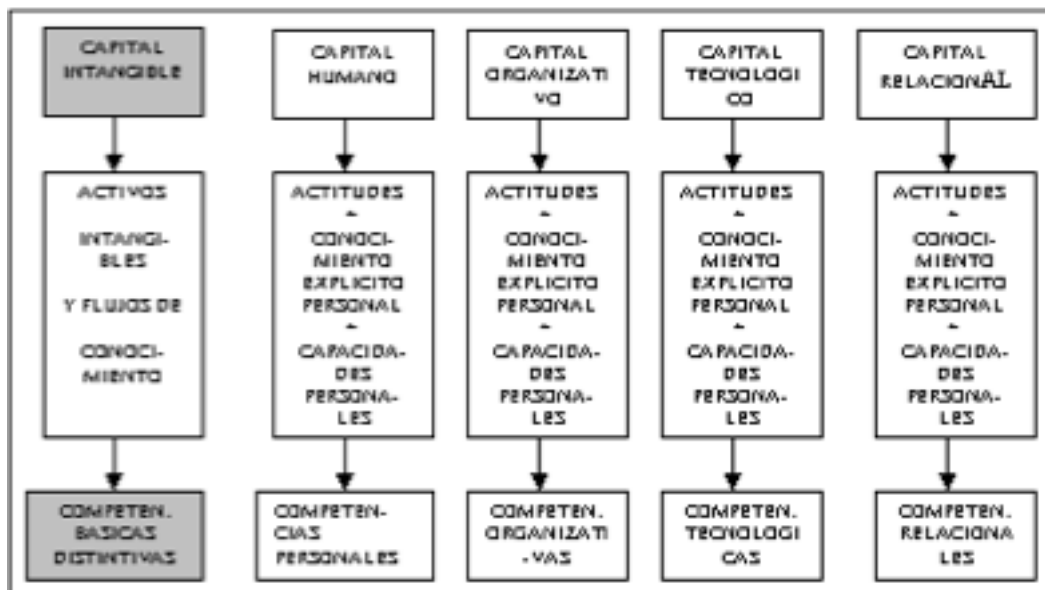 CAPITAL
INTANGIBLE
CAPITAL
HUMANO
CAPITAL
ORGANIZATI
VO
CAPITAL
TECNOLOGI
CO
CAPITAL
RELACIONAL
ACTIVOS
INTANGI-
BLES
Y FLUJOS DE
CONOCI-
MIENTO
ACTITUDES
+
CONOCI-
MIENTO
EXPLICITO
PERSONAL
+
CAPACIDA-
DES
PERSONA-
LES
ACTITUDES
+
CONOCI-
MIENTO
EXPLICITO
PERSONAL
+
CAPACIDA-
DES
PERSONA-
LES
ACTITUDES
+
CONOCI-
MIENTO
EXPLICITO
PERSONAL
+
CAPACIDA-
DES
PERSONA-
LES
ACTITUDES
+
CONOCI-
MIENTO
EXPLICITO
PERSONAL
+
CAPACIDA-
DES
PERSONA-
LES
COMPETEN.
BASICAS
DISTINTIVAS
COMPETEN-
CIAS
PERSONALES
COMPETEN.
ORGANIZATI
-VAS
COMPETEN.
TECNOLOGI
CAS
COMPETEN.
RELACIONA
LES